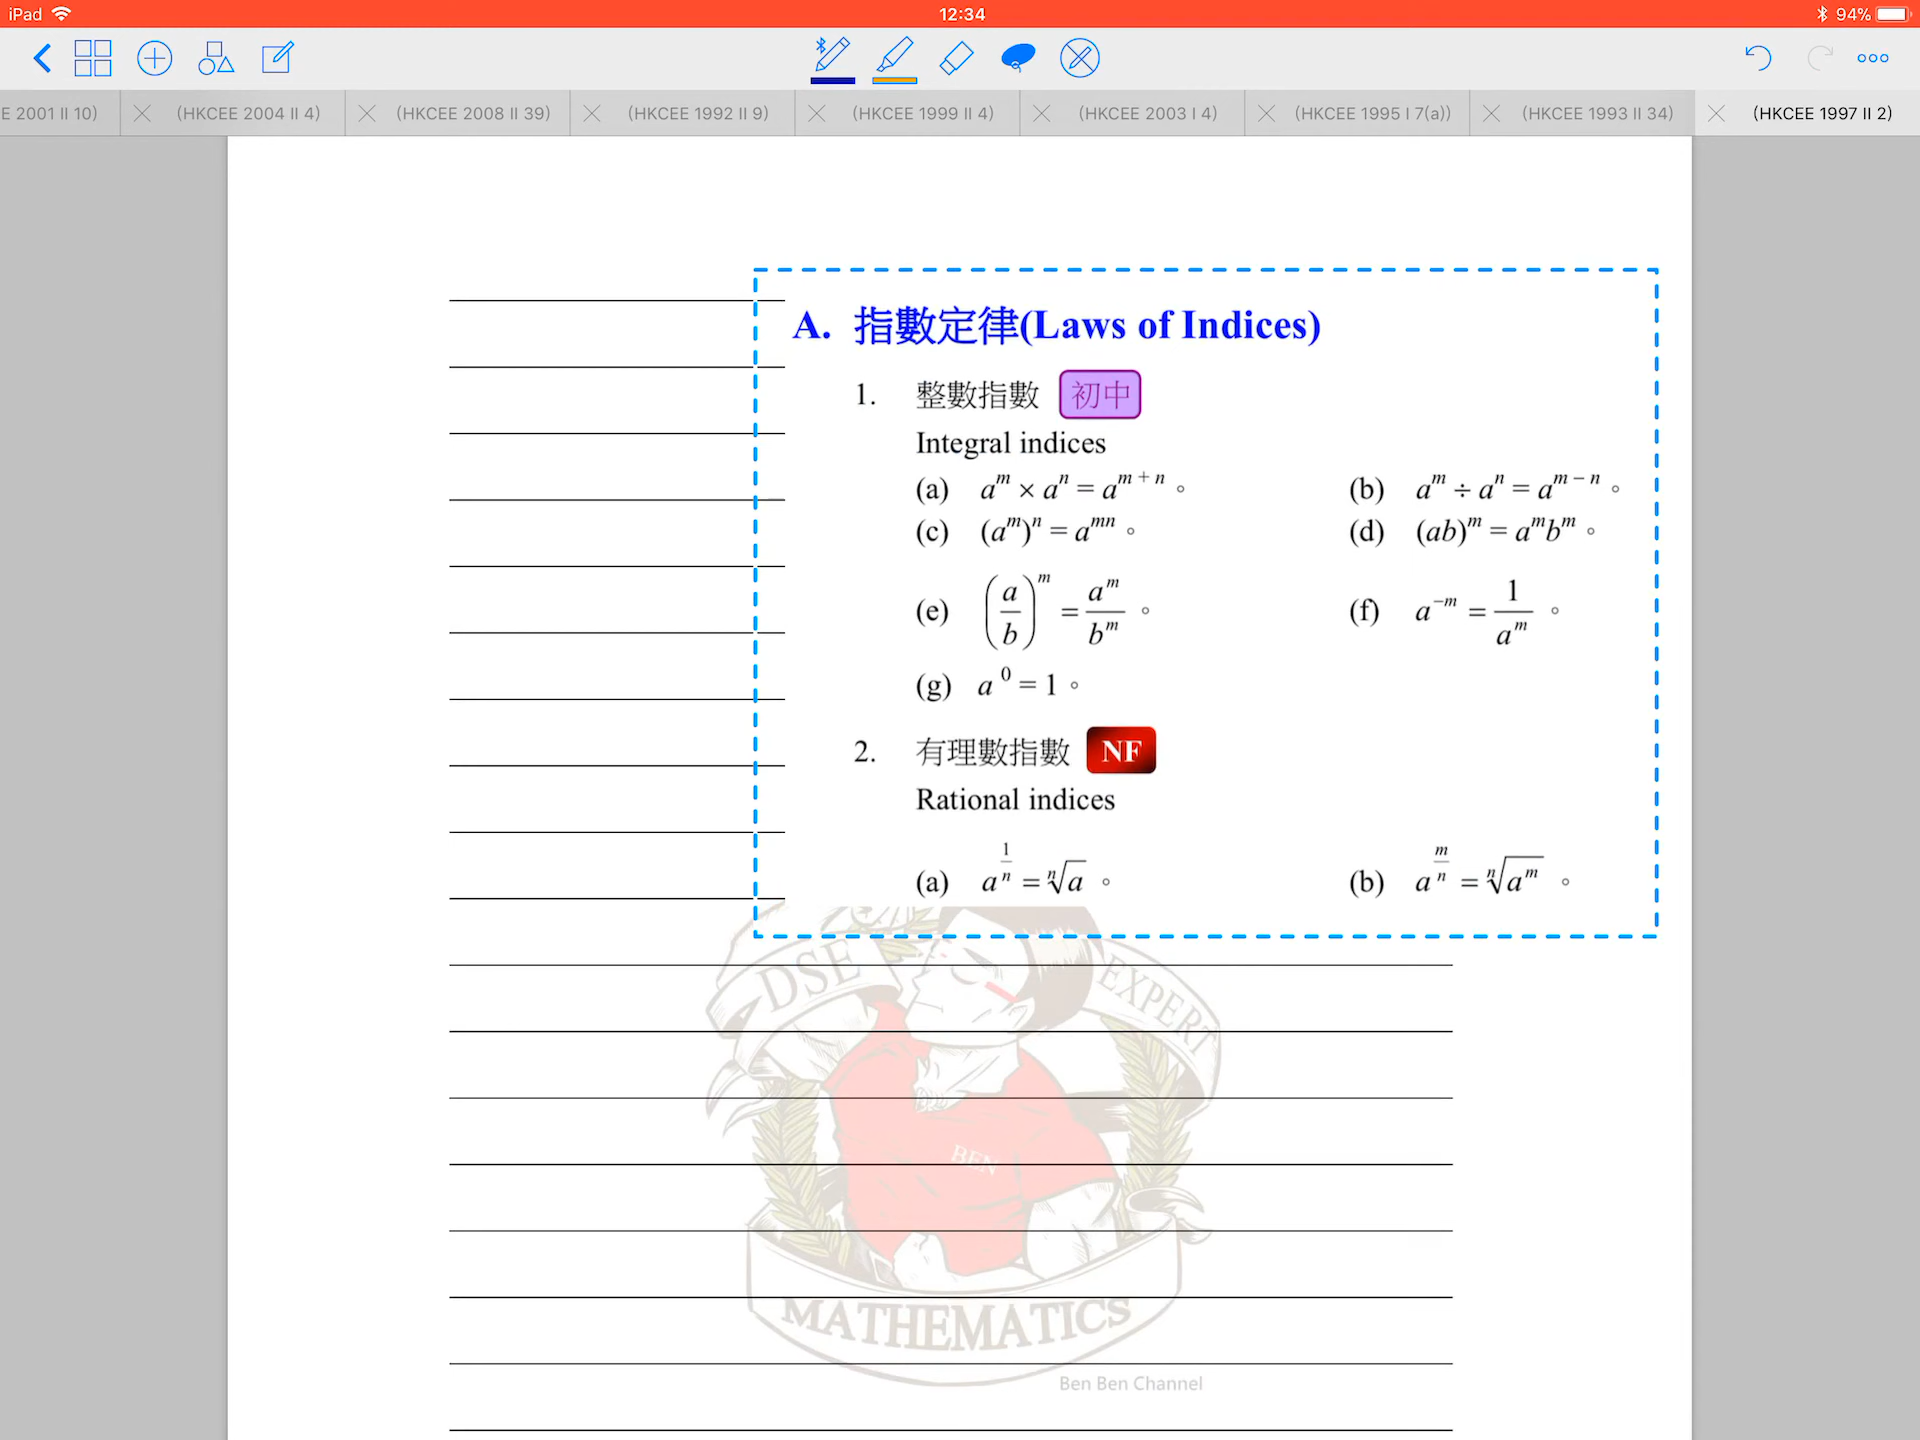 iPad 12:34 94%
E 2001 II 10) (HKCEE 2004 II 4) (HKCEE 2008 II 39) (HKCEE 1992 II 9) (HKCEE 1999 II 4) (HKCEE 2003 I 4) (HKCEE 1995 I 7(a)) (HKCEE 1993 II 34) (HKCEE 1997 II 2)
A. 指數定律(Laws of Indices)
1. 整數指數 初中
Integral indices
(a) a^m × a^n = a^{m+n}。 (b) a^m ÷ a^n = a^{m−n}。
(c) (a^m)^n = a^{mn}。 (d) (ab)^m = a^m b^m。
(e) (a/b)^m = a^m/b^m。 (f) a^{−m} = 1/a^m。
(g) a^0 = 1。
2. 有理數指數 NF
Rational indices
(a) a^{1/n} = ⁿ√a。 (b) a^{m/n} = ⁿ√(a^m)。
DSE EXPERT
BEN
MATHEMATICS
Ben Ben Channel